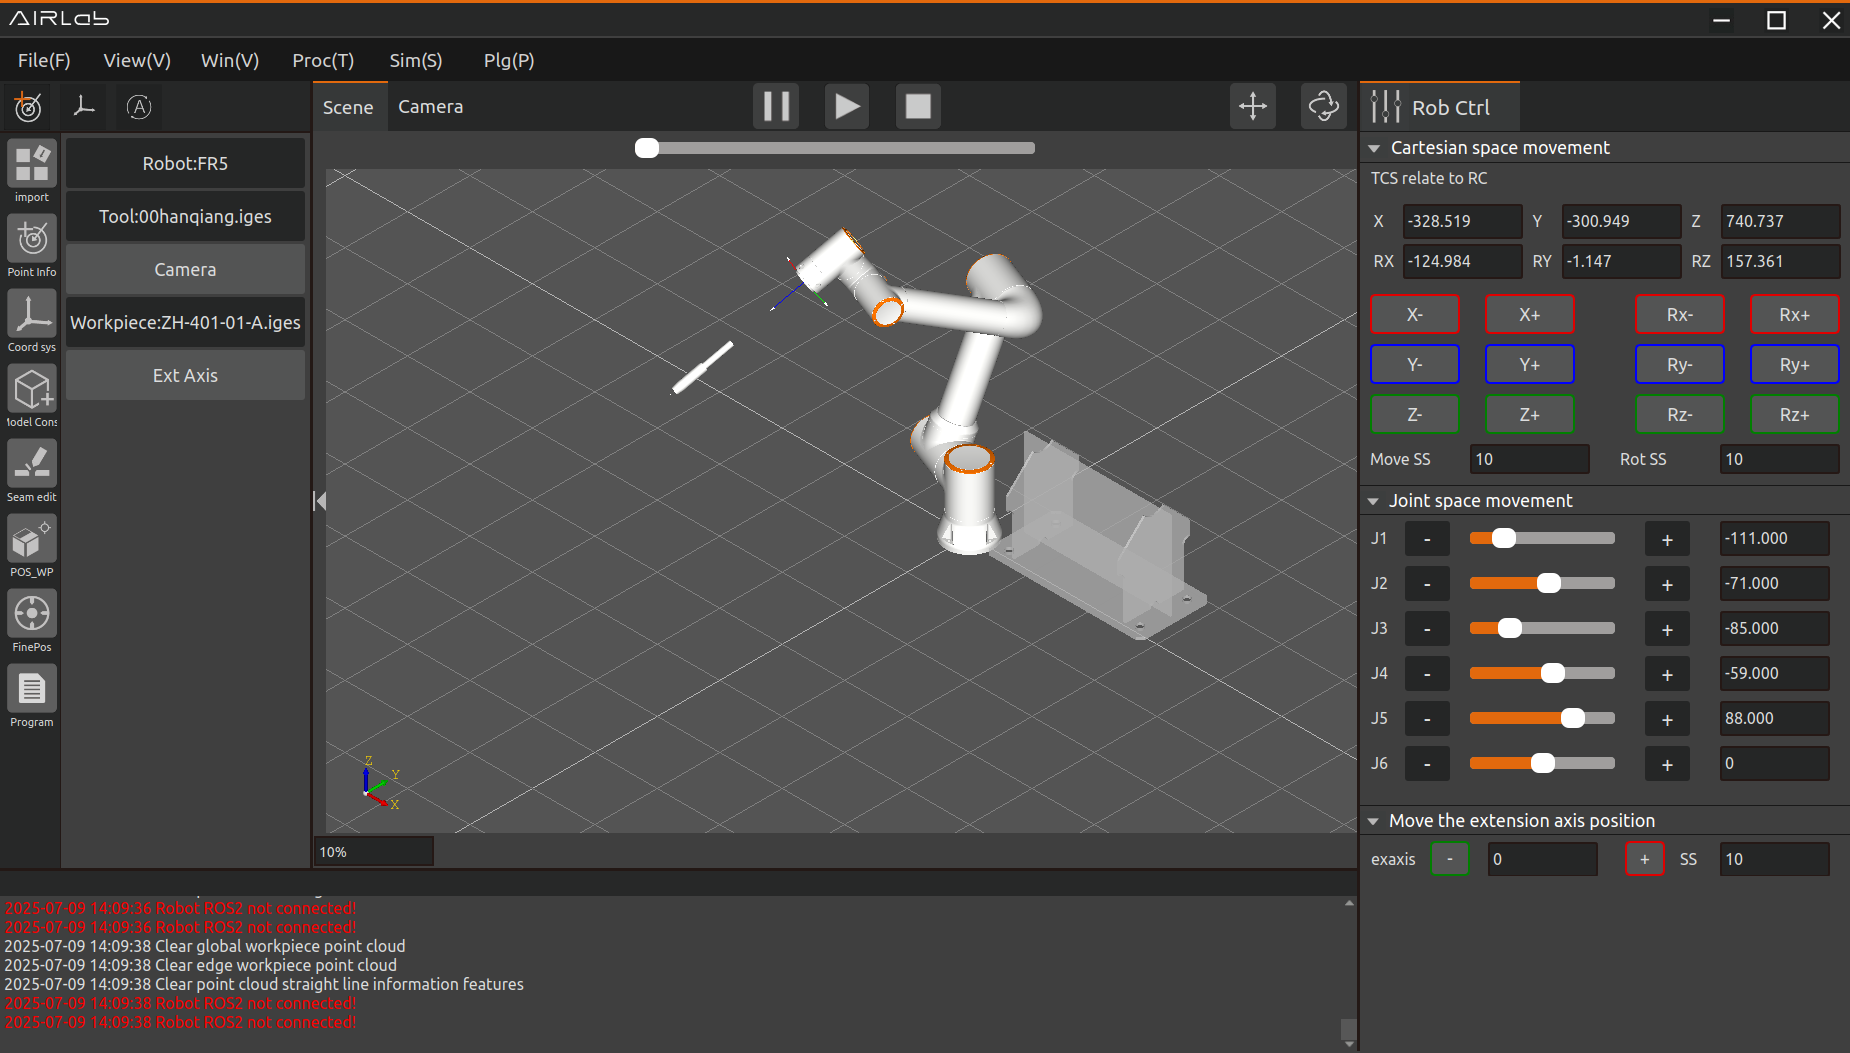 AIRLab
File(F) View(V) Win(V) Proc(T) Sim(S) Plg(P)
Scene Camera
Rob Ctrl
import
Point Info
Coord sys
Model Cons
Seam edit
POS_WP
FinePos
Program
Robot:FR5
Tool:00hanqiang.iges
Camera
Workpiece:ZH-401-01-A.iges
Ext Axis
Z
Y
X
10%
Cartesian space movement
TCS relate to RC
X -328.519 Y -300.949 Z 740.737
RX -124.984 RY -1.147 RZ 157.361
X- X+ Rx- Rx+
Y- Y+ Ry- Ry+
Z- Z+ Rz- Rz+
Move SS 10 Rot SS 10
Joint space movement
J1 - + -111.000
J2 - + -71.000
J3 - + -85.000
J4 - + -59.000
J5 - + 88.000
J6 - + 0
Move the extension axis position
exaxis - 0 + SS 10
2025-07-09 14:09:36 Robot ROS2 not connected!
2025-07-09 14:09:36 Robot ROS2 not connected!
2025-07-09 14:09:38 Clear global workpiece point cloud
2025-07-09 14:09:38 Clear edge workpiece point cloud
2025-07-09 14:09:38 Clear point cloud straight line information features
2025-07-09 14:09:38 Robot ROS2 not connected!
2025-07-09 14:09:38 Robot ROS2 not connected!